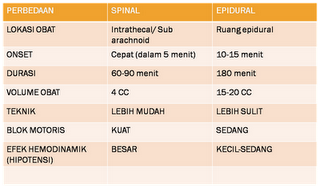 PERBEDAAN SPINAL EPIDURAL
LOKASI OBAT Intrathecal/ Sub arachnoid Ruang epidural
ONSET Cepat (dalam 5 menit) 10-15 menit
DURASI 60-90 menit 180 menit
VOLUME OBAT 4 CC 15-20 CC
TEKNIK LEBIH MUDAH LEBIH SULIT
BLOK MOTORIS KUAT SEDANG
EFEK HEMODINAMIK (HIPOTENSI) BESAR KECIL-SEDANG